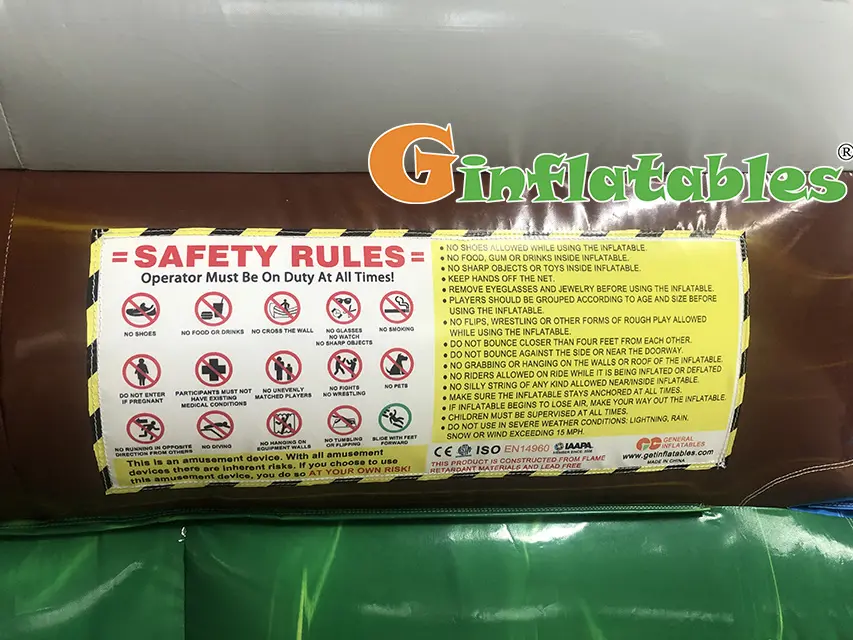 Ginflatables®
= SAFETY RULES =
Operator Must Be On Duty At All Times!
NO SHOES
NO FOOD OR DRINKS
NO CROSS THE WALL
NO GLASSES
NO WATCH
NO SHARP OBJECTS
NO SMOKING
DO NOT ENTER
IF PREGNANT
PARTICIPANTS MUST NOT
HAVE EXISTING
MEDICAL CONDITIONS
NO UNEVENLY
MATCHED PLAYERS
NO FIGHTS
NO WRESTLING
NO PETS
NO RUNNING IN OPPOSITE
DIRECTION FROM OTHERS
NO DIVING
NO HANGING ON
EQUIPMENT WALLS
NO TUMBLING
OR FLIPPING
SLIDE WITH FEET
FORWARD
This is an amusement device. With all amusement
devices there are inherent risks. If you choose to use
this amusement device, you do so AT YOUR OWN RISK!
• NO SHOES ALLOWED WHILE USING THE INFLATABLE.
• NO FOOD, GUM OR DRINKS INSIDE INFLATABLE.
• NO SHARP OBJECTS OR TOYS INSIDE INFLATABLE.
• KEEP HANDS OFF THE NET.
• REMOVE EYEGLASSES AND JEWELRY BEFORE USING THE INFLATABLE.
• PLAYERS SHOULD BE GROUPED ACCORDING TO AGE AND SIZE BEFORE
USING THE INFLATABLE.
• NO FLIPS, WRESTLING OR OTHER FORMS OF ROUGH PLAY ALLOWED
WHILE USING THE INFLATABLE.
• DO NOT BOUNCE CLOSER THAN FOUR FEET FROM EACH OTHER.
• DO NOT BOUNCE AGAINST THE SIDE OR NEAR THE DOORWAY.
• NO GRABBING OR HANGING ON THE WALLS OR ROOF OF THE INFLATABLE.
• NO RIDERS ALLOWED ON RIDE WHILE IT IS BEING INFLATED OR DEFLATED
• NO SILLY STRING OF ANY KIND ALLOWED NEAR/INSIDE INFLATABLE.
• MAKE SURE THE INFLATABLE STAYS ANCHORED AT ALL TIMES.
• IF INFLATABLE BEGINS TO LOSE AIR, MAKE YOUR WAY OUT THE INFLATABLE.
• CHILDREN MUST BE SUPERVISED AT ALL TIMES.
• DO NOT USE IN SEVERE WEATHER CONDITIONS: LIGHTNING, RAIN,
SNOW OR WIND EXCEEDING 15 MPH.
CE ISO EN14960 IAAPA
THIS PRODUCT IS CONSTRUCTED FROM FLAME
RETARDANT MATERIALS AND LEAD FREE
GENERAL
INFLATABLES
www.getinflatables.com
MADE IN CHINA